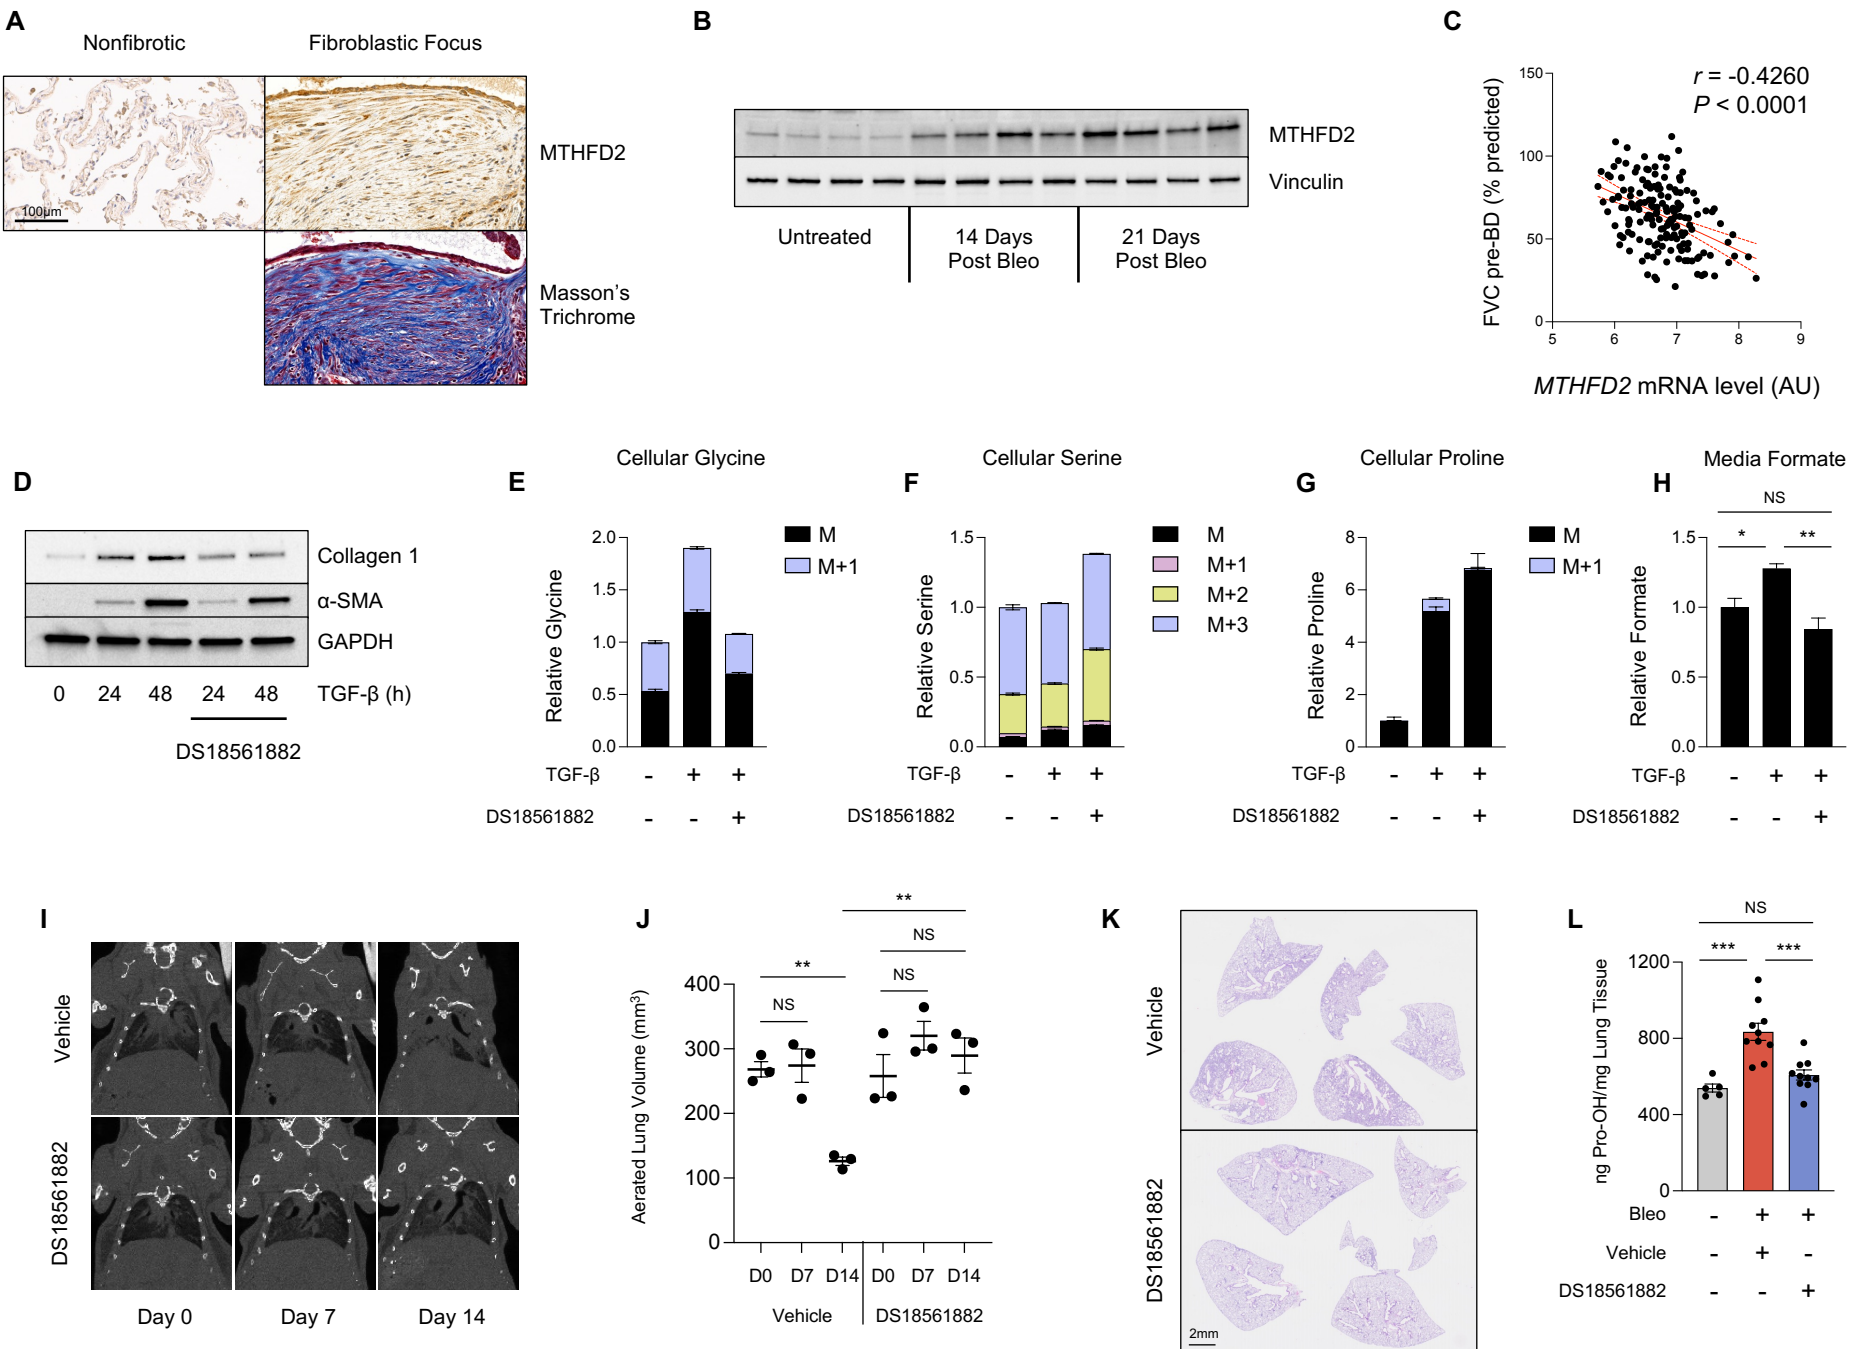 A
Nonfibrotic
Fibroblastic Focus
MTHFD2
100μm
Masson's
Trichrome
B
MTHFD2
Vinculin
Untreated
14 Days
Post Bleo
21 Days
Post Bleo
C
r = -0.4260
P < 0.0001
FVC pre-BD (% predicted)
150
100
50
0
5 6 7 8 9
MTHFD2 mRNA level (AU)
D
Collagen 1
α-SMA
GAPDH
0 24 48 24 48 TGF-β (h)
DS18561882
E
Cellular Glycine
Relative Glycine
2.0
1.5
1.0
0.5
0.0
M
M+1
TGF-β - + +
DS18561882 - - +
F
Cellular Serine
Relative Serine
1.5
1.0
0.5
0.0
M
M+1
M+2
M+3
TGF-β - + +
DS18561882 - - +
G
Cellular Proline
Relative Proline
8
6
4
2
0
M
M+1
TGF-β - + +
DS18561882 - - +
H
Media Formate
NS
* **
Relative Formate
1.5
1.0
0.5
0.0
TGF-β - + +
DS18561882 - - +
I
Vehicle
DS18561882
Day 0 Day 7 Day 14
J
**
NS
**
NS
NS
Aerated Lung Volume (mm³)
400
300
200
100
0
D0 D7 D14 D0 D7 D14
Vehicle DS18561882
K
Vehicle
DS18561882
2mm
L
NS
*** ***
ng Pro-OH/mg Lung Tissue
1200
800
400
0
Bleo - + +
Vehicle - + -
DS18561882 - - +